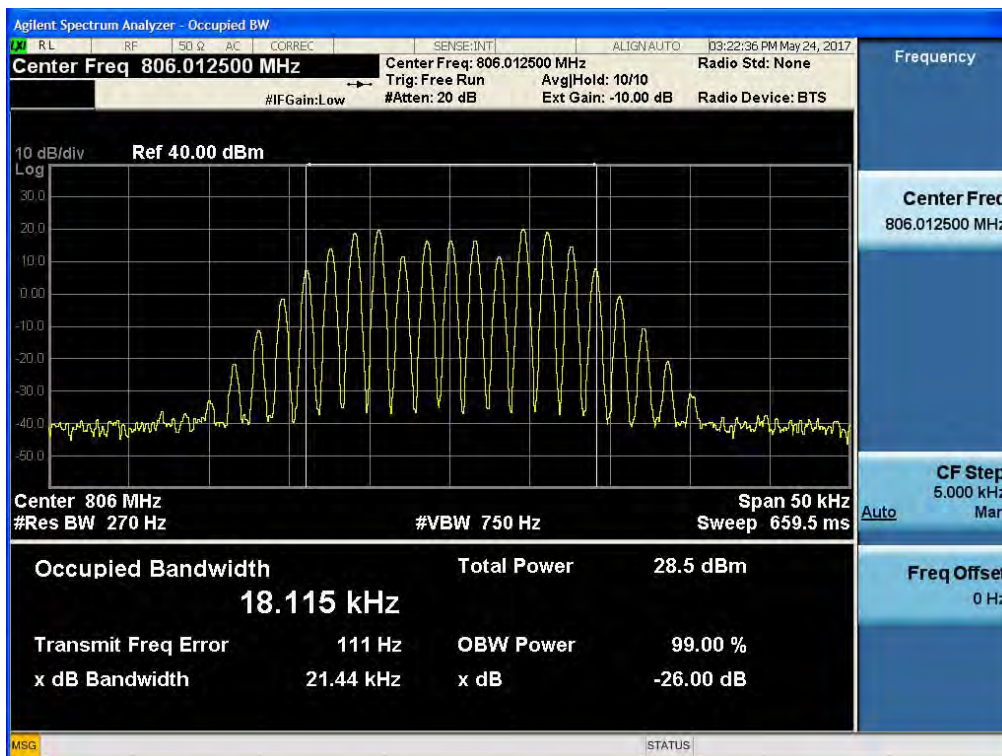 Agilent Spectrum Analyzer - Occupied BW
LXI RL RF 50 Ω AC CORREC SENSE:INT ALIGNAUTO 03:22:36 PM May 24, 2017
Center Freq 806.012500 MHz
Center Freq: 806.012500 MHz Radio Std: None
Trig: Free Run Avg|Hold: 10/10
#IFGain:Low #Atten: 20 dB Ext Gain: -10.00 dB Radio Device: BTS
10 dB/div Ref 40.00 dBm
Log
30.0
20.0
10.0
0.00
-10.0
-20.0
-30.0
-40.0
-50.0
Center 806 MHz Span 50 kHz
#Res BW 270 Hz #VBW 750 Hz Sweep 659.5 ms
Occupied Bandwidth Total Power 28.5 dBm
18.115 kHz
Transmit Freq Error 111 Hz OBW Power 99.00 %
x dB Bandwidth 21.44 kHz x dB -26.00 dB
MSG STATUS
Frequency
Center Freq
806.012500 MHz
CF Step
5.000 kHz
Auto Man
Freq Offset
0 Hz